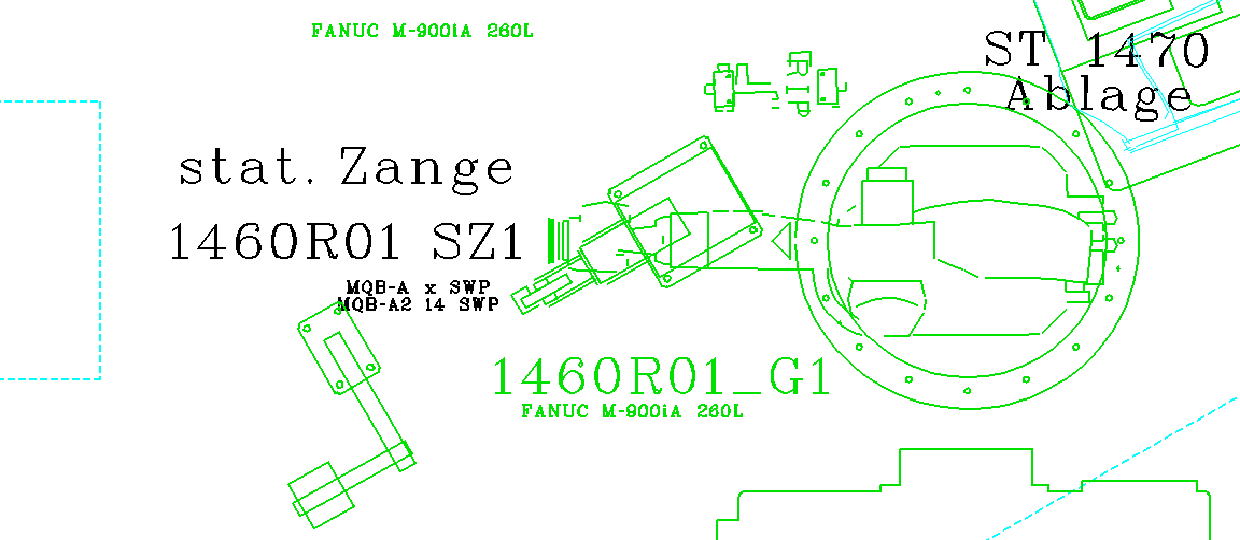 FANUC M-900iA 260L
ST 1470
Ablage
stat. Zange
1460R01 SZ1
MQB-A x SWP
MQB-A2 14 SWP
1460R01_G1
FANUC M-900iA 260L